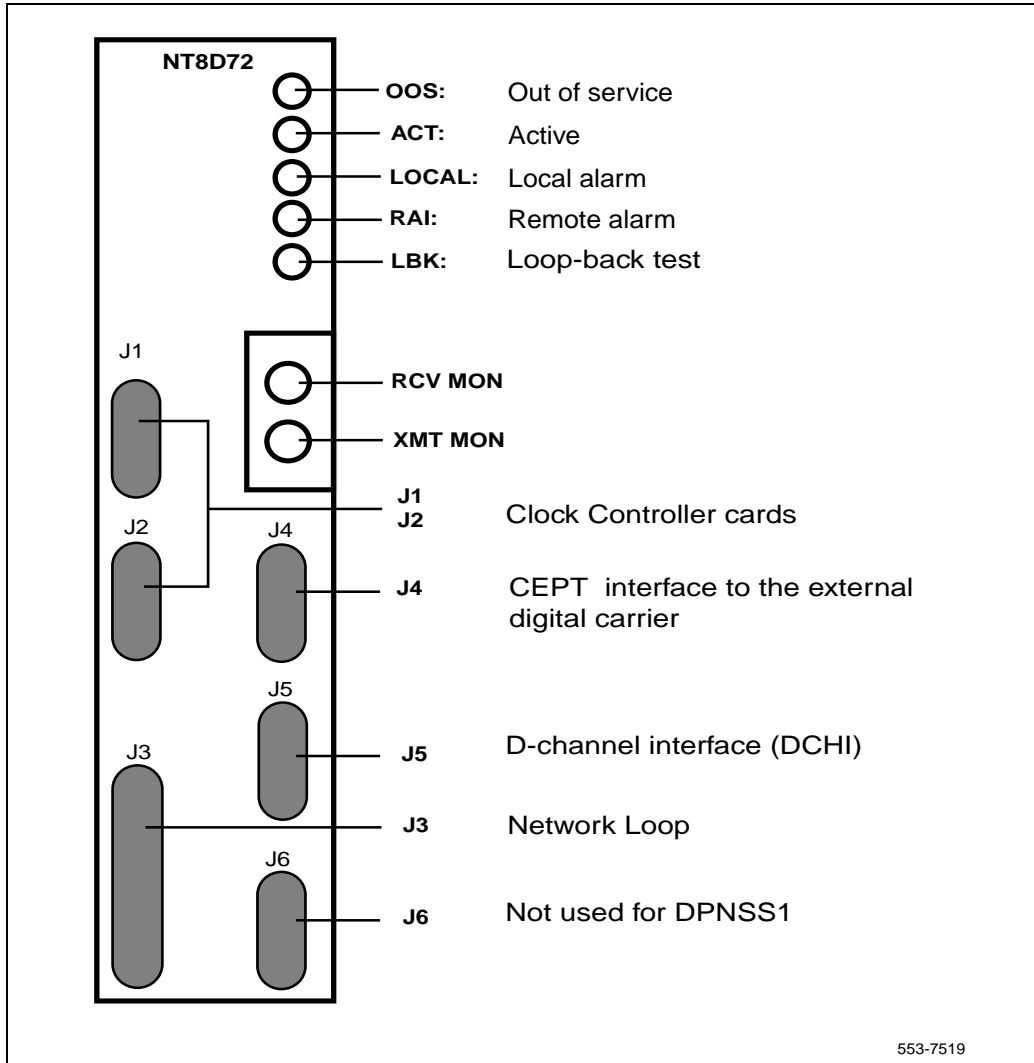 NT8D72
OOS: Out of service
ACT: Active
LOCAL: Local alarm
RAI: Remote alarm
LBK: Loop-back test
J1
RCV MON
XMT MON
J1
J2 Clock Controller cards
J2
J4
J4 CEPT interface to the external
digital carrier
J5
J5 D-channel interface (DCHI)
J3
J3 Network Loop
J6
J6 Not used for DPNSS1
553-7519